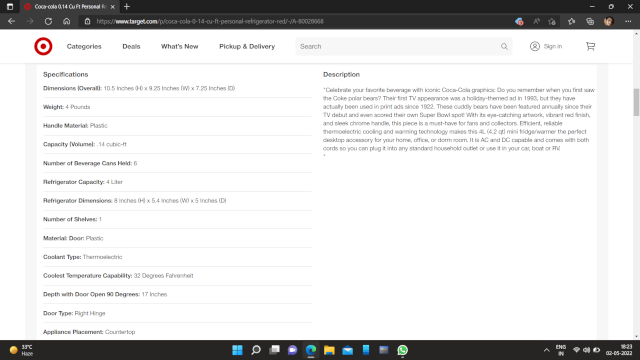 Coca-cola 0.14 Cu Ft Personal Re
https://www.target.com/p/coca-cola-0-14-cu-ft-personal-refrigerator-red/-/A-80028668
Categories
Deals
What's New
Pickup & Delivery
Search
Sign in
Specifications
Dimensions (Overall): 10.5 Inches (H) x 9.25 Inches (W) x 7.25 Inches (D)
Weight: 4 Pounds
Handle Material: Plastic
Capacity (Volume): .14 cubic-ft
Number of Beverage Cans Held: 6
Refrigerator Capacity: 4 Liter
Refrigerator Dimensions: 8 Inches (H) x 5.4 Inches (W) x 5 Inches (D)
Number of Shelves: 1
Material: Door: Plastic
Coolant Type: Thermoelectric
Coolest Temperature Capability: 32 Degrees Fahrenheit
Depth with Door Open 90 Degrees: 17 Inches
Door Type: Right Hinge
Appliance Placement: Countertop
Description
"Celebrate your favorite beverage with iconic Coca-Cola graphics: Do you remember when you first saw
the Coke polar bears? Their first TV appearance was a holiday-themed ad in 1993, but they have
actually been used in print ads since 1922. These cuddly bears have been featured annually since their
TV debut and even scored their own Super Bowl spot! With its eye-catching artwork, vibrant red finish,
and sleek chrome handle, this piece is a must-have for fans and collectors. Efficient, reliable
thermoelectric cooling and warming technology makes this 4L (4.2 qt) mini fridge/warmer the perfect
desktop accessory for your home, office, or dorm room. It is AC and DC capable and comes with both
cords so you can plug it into any standard household outlet or use it in your car, boat or RV.
"
33°C
Haze
ENG
IN
18:23
02-05-2022